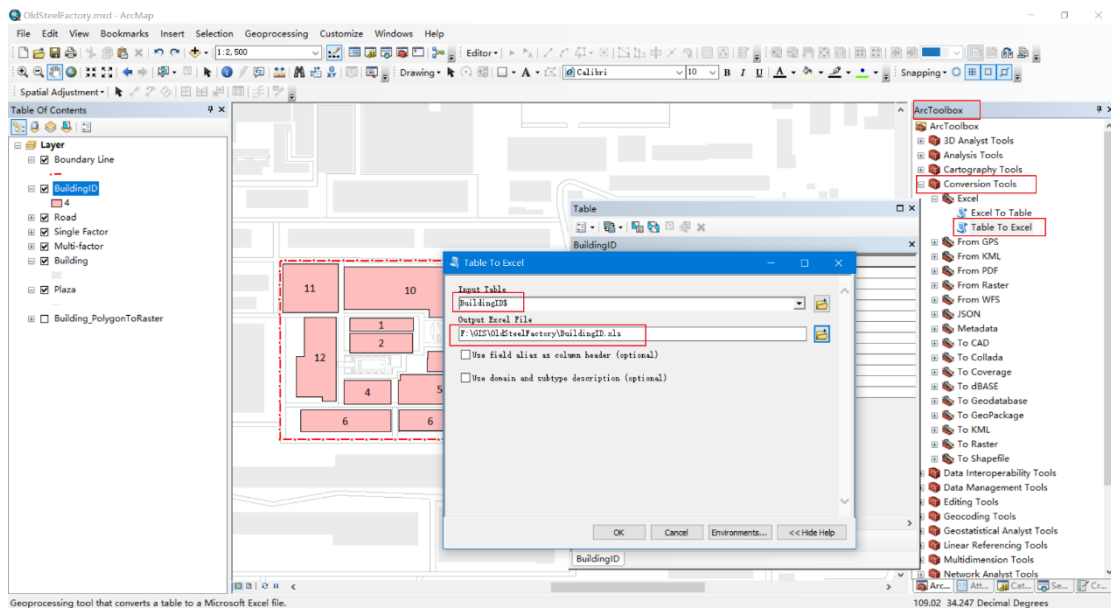 OldSteelFactory.mxd - ArcMap
File Edit View Bookmarks Insert Selection Geoprocessing Customize Windows Help
1:2,500
Editor
Drawing
Calibri
10
B I U A
Snapping
Spatial Adjustment
Table Of Contents
Layer
Boundary Line
BuildingID
4
Road
Single Factor
Multi-factor
Building
Plaza
Building_PolygonToRaster
11
10
1
2
12
4
5
6
6
Table
BuildingID
Table To Excel
Input Table
BuildingID$
Output Excel File
F:\GIS\OldSteelFactory\BuildingID.xls
Use field alias as column header (optional)
Use domain and subtype description (optional)
OK
Cancel
Environments...
<< Hide Help
BuildingID
ArcToolbox
ArcToolbox
3D Analyst Tools
Analysis Tools
Cartography Tools
Conversion Tools
Excel
Excel To Table
Table To Excel
From GPS
From KML
From PDF
From Raster
From WFS
JSON
Metadata
To CAD
To Collada
To Coverage
To dBASE
To Geodatabase
To GeoPackage
To KML
To Raster
To Shapefile
Data Interoperability Tools
Data Management Tools
Editing Tools
Geocoding Tools
Geostatistical Analyst Tools
Linear Referencing Tools
Multidimension Tools
Network Analyst Tools
Arc... Att... Cat... Se... Cr...
Geoprocessing tool that converts a table to a Microsoft Excel file.
109.02 34.247 Decimal Degrees